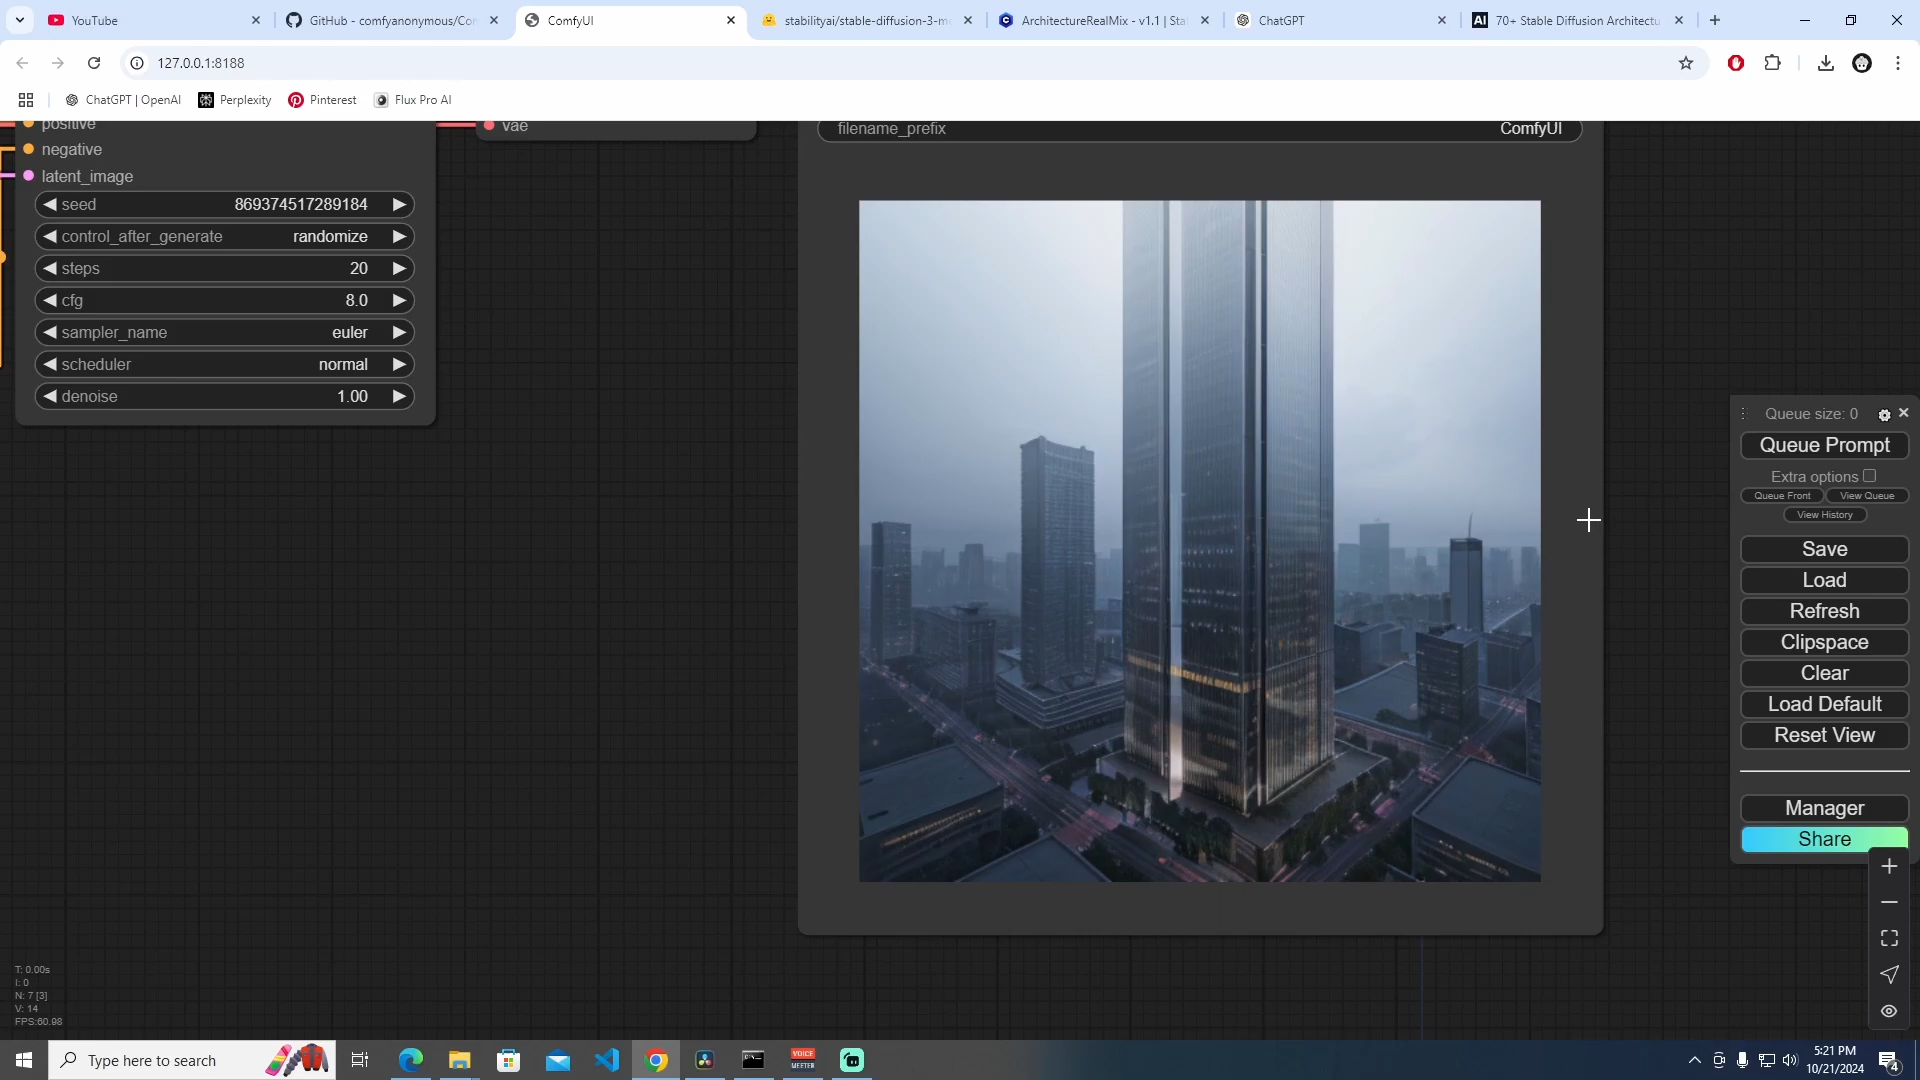 YouTube
GitHub - comfyanonymous/Con
ComfyUI
stabilityai/stable-diffusion-3-m
ArchitectureRealMix - v1.1 | Sta
ChatGPT
70+ Stable Diffusion Architectu
127.0.0.1:8188
ChatGPT | OpenAI
Perplexity
Pinterest
Flux Pro AI
positive
negative
latent_image
seed 869374517289184
control_after_generate randomize
steps 20
cfg 8.0
sampler_name euler
scheduler normal
denoise 1.00
vae
filename_prefix ComfyUI
Queue size: 0
Queue Prompt
Extra options
Queue Front View Queue
View History
Save
Load
Refresh
Clipspace
Clear
Load Default
Reset View
Manager
Share
T: 0.00s
I: 0
N: 7 [3]
V: 14
FPS:60.98
Type here to search
VOICE
MEETER
5:21 PM
10/21/2024
4